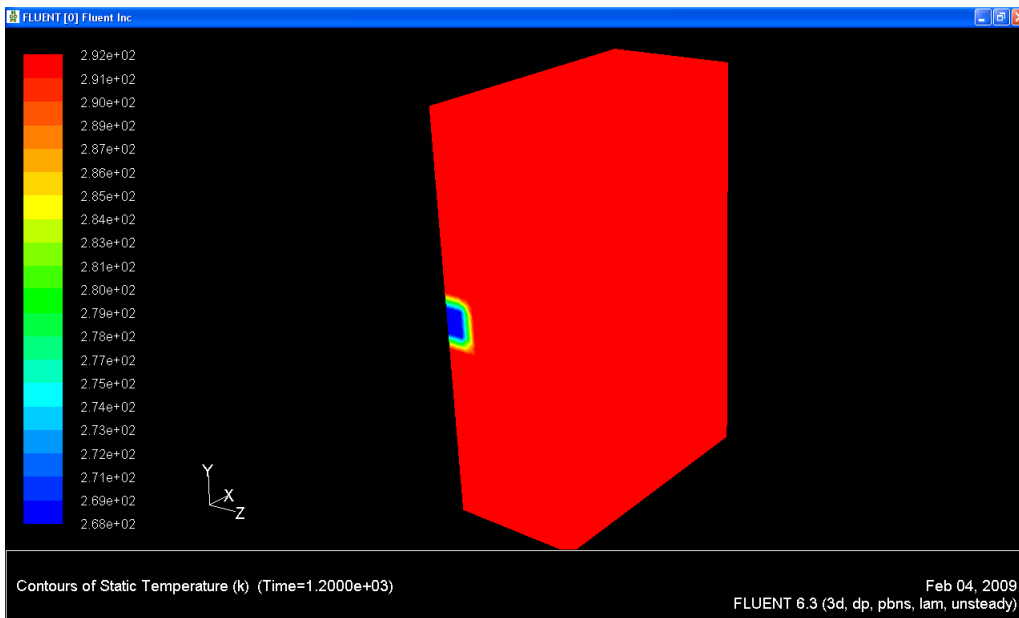 FLUENT [0] Fluent Inc
2.92e+02
2.91e+02
2.90e+02
2.89e+02
2.87e+02
2.86e+02
2.85e+02
2.84e+02
2.83e+02
2.81e+02
2.80e+02
2.79e+02
2.78e+02
2.77e+02
2.75e+02
2.74e+02
2.73e+02
2.72e+02
2.71e+02
2.69e+02
2.68e+02
Y
X
Z
Contours of Static Temperature (k) (Time=1.2000e+03)
Feb 04, 2009
FLUENT 6.3 (3d, dp, pbns, lam, unsteady)